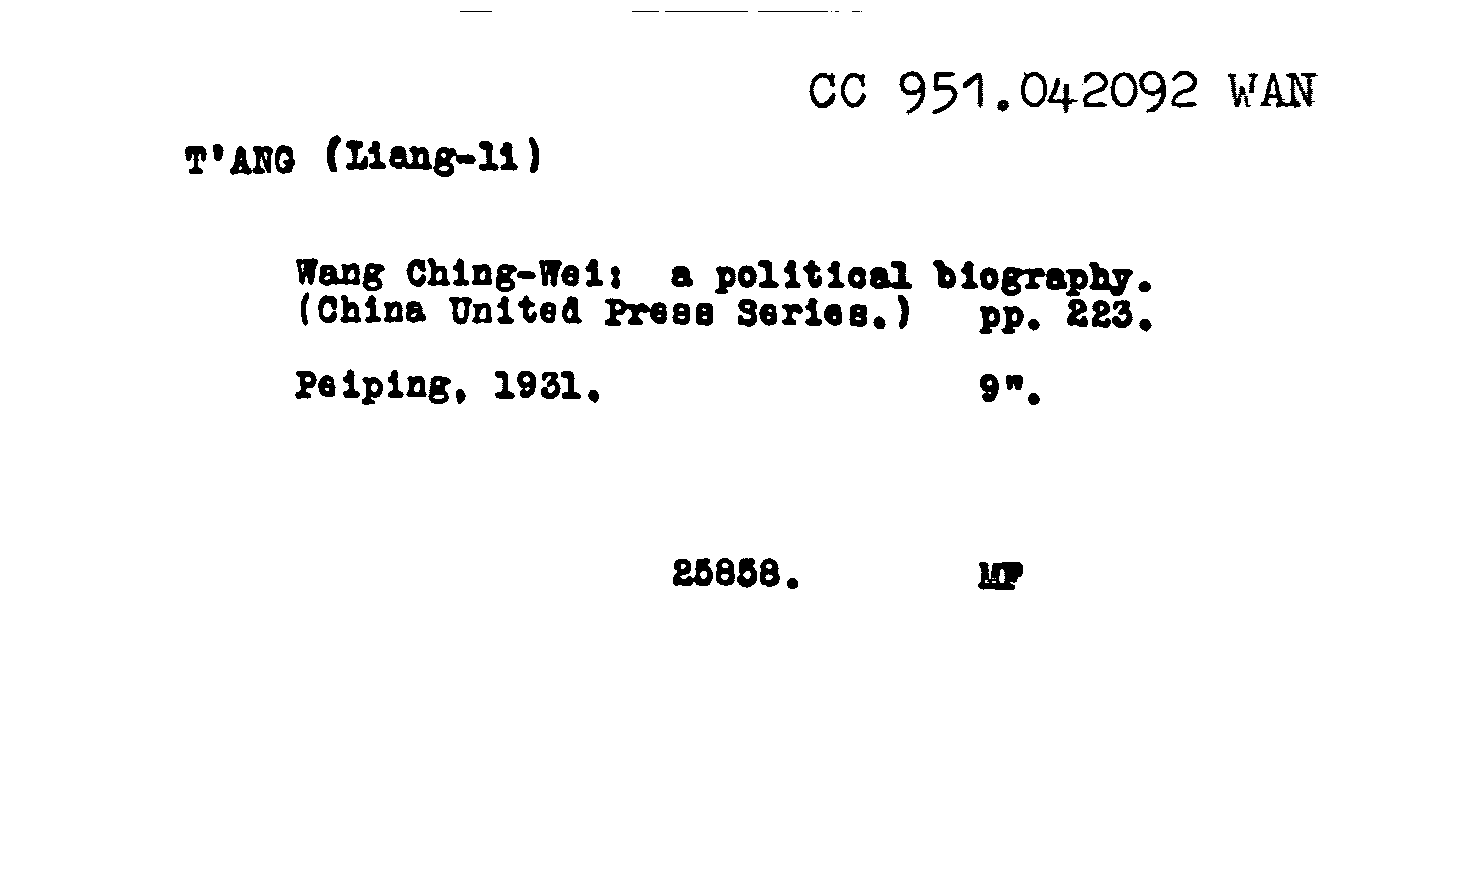 CC 951.042092 WAN
T'ANG (Liang-li)
Wang Ching-Wei: a political biography.
(China United Press Series.) pp. 223.
Peiping, 1931. 9".
25858. MF